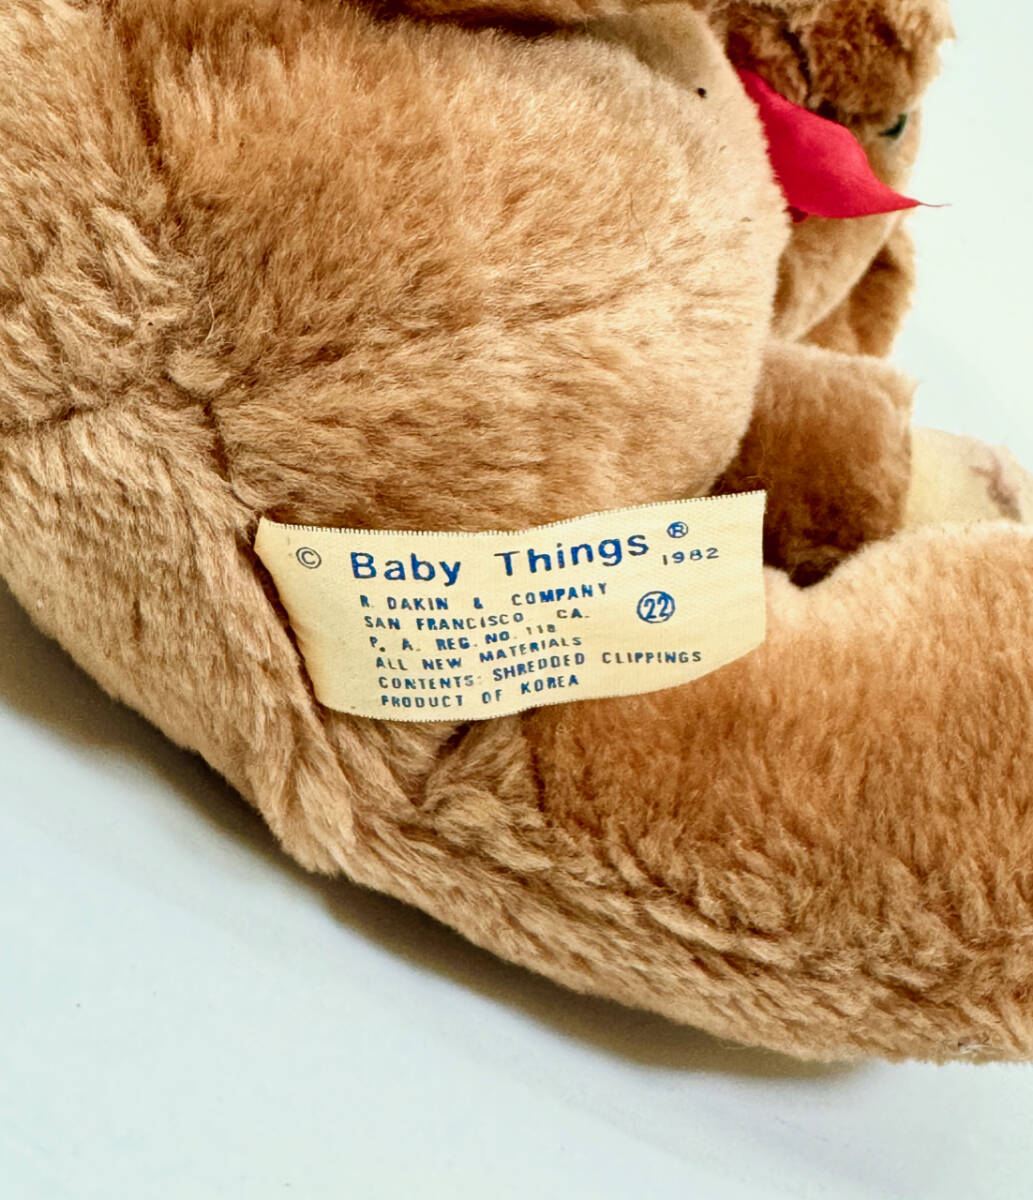 © Baby Things ® 1982
R. DAKIN & COMPANY
SAN FRANCISCO CA. 22
P. A. REG. NO. 118
ALL NEW MATERIALS
CONTENTS: SHREDDED CLIPPINGS
PRODUCT OF KOREA